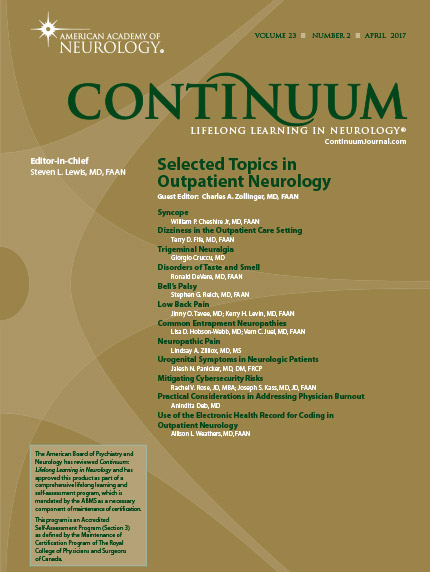 AMERICAN ACADEMY OF
NEUROLOGY®
VOLUME 23 ■ NUMBER 2 ■ APRIL 2017
CONTINUUM
LIFELONG LEARNING IN NEUROLOGY®
ContinuumJournal.com
Editor-in-Chief
Steven L. Lewis, MD, FAAN
Selected Topics in
Outpatient Neurology
Guest Editor: Charles A. Zollinger, MD, FAAN
Syncope
William P. Cheshire Jr, MD, FAAN
Dizziness in the Outpatient Care Setting
Terry D. Fife, MD, FAAN
Trigeminal Neuralgia
Giorgio Cruccu, MD
Disorders of Taste and Smell
Ronald DeVere, MD, FAAN
Bell's Palsy
Stephen G. Reich, MD, FAAN
Low Back Pain
Jinny O. Tavee, MD; Kerry H. Levin, MD, FAAN
Common Entrapment Neuropathies
Lisa D. Hobson-Webb, MD; Vern C. Juel, MD, FAAN
Neuropathic Pain
Lindsay A. Zilliox, MD, MS
Urogenital Symptoms in Neurologic Patients
Jalesh N. Panicker, MD, DM, FRCP
Mitigating Cybersecurity Risks
Rachel V. Rose, JD, MBA; Joseph S. Kass, MD, JD, FAAN
Practical Considerations in Addressing Physician Burnout
Anindita Deb, MD
Use of the Electronic Health Record for Coding in
Outpatient Neurology
Allison L. Weathers, MD, FAAN
The American Board of Psychiatry and
Neurology has reviewed Continuum:
Lifelong Learning in Neurology and has
approved this product as part of a
comprehensive lifelong learning and
self-assessment program, which is
mandated by the ABMS as a necessary
component of maintenance of certification.
This program is an Accredited
Self-Assessment Program (Section 3)
as defined by the Maintenance of
Certification Program of The Royal
College of Physicians and Surgeons
of Canada.